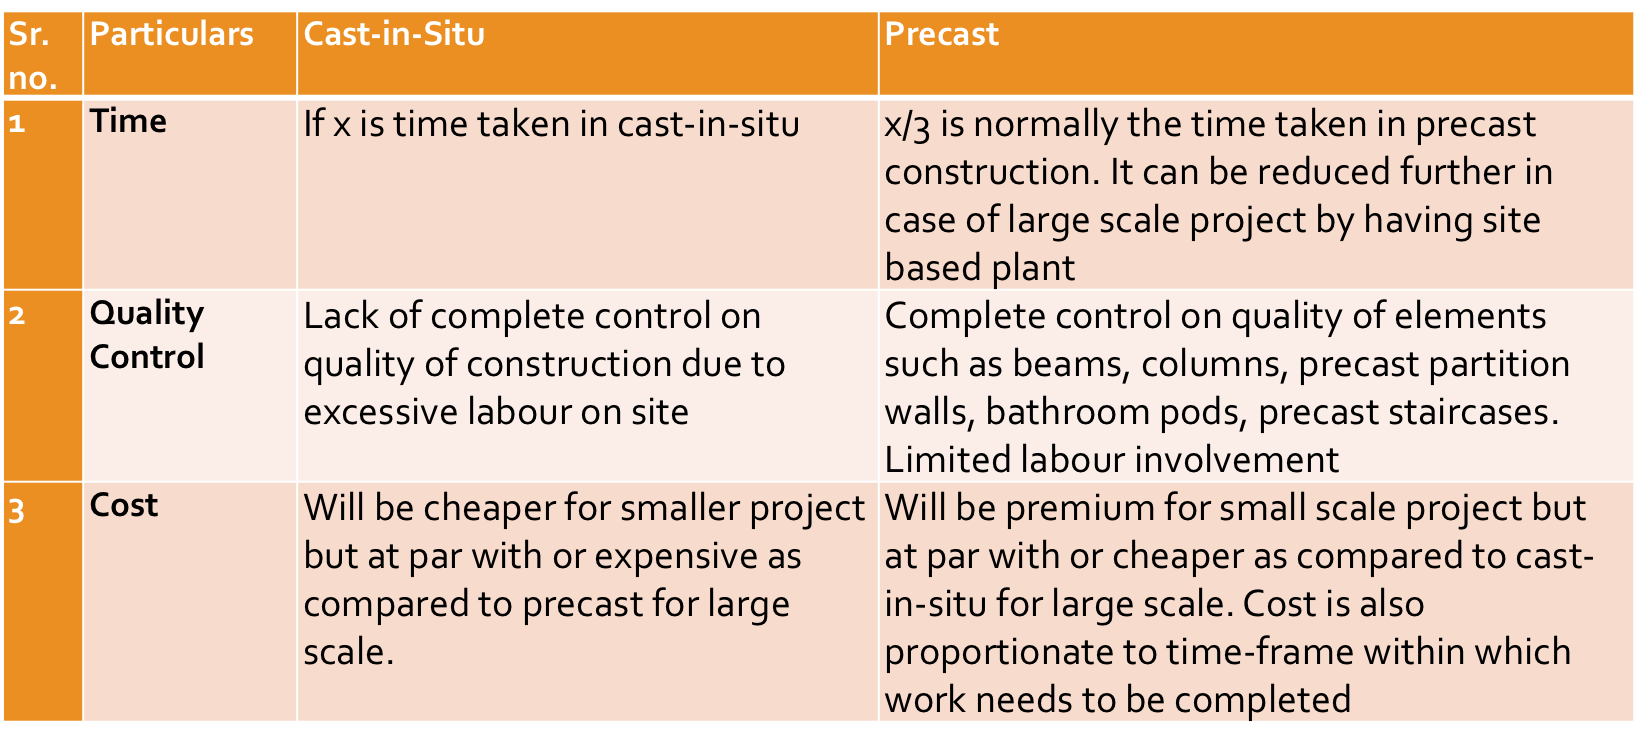 Sr. no.
Particulars
Cast-in-Situ
Precast
1
Time
If x is time taken in cast-in-situ
x/3 is normally the time taken in precast
construction. It can be reduced further in
case of large scale project by having site
based plant
2
Quality
Control
Lack of complete control on
quality of construction due to
excessive labour on site
Complete control on quality of elements
such as beams, columns, precast partition
walls, bathroom pods, precast staircases.
Limited labour involvement
3
Cost
Will be cheaper for smaller project
but at par with or expensive as
compared to precast for large
scale.
Will be premium for small scale project but
at par with or cheaper as compared to cast-
in-situ for large scale. Cost is also
proportionate to time-frame within which
work needs to be completed